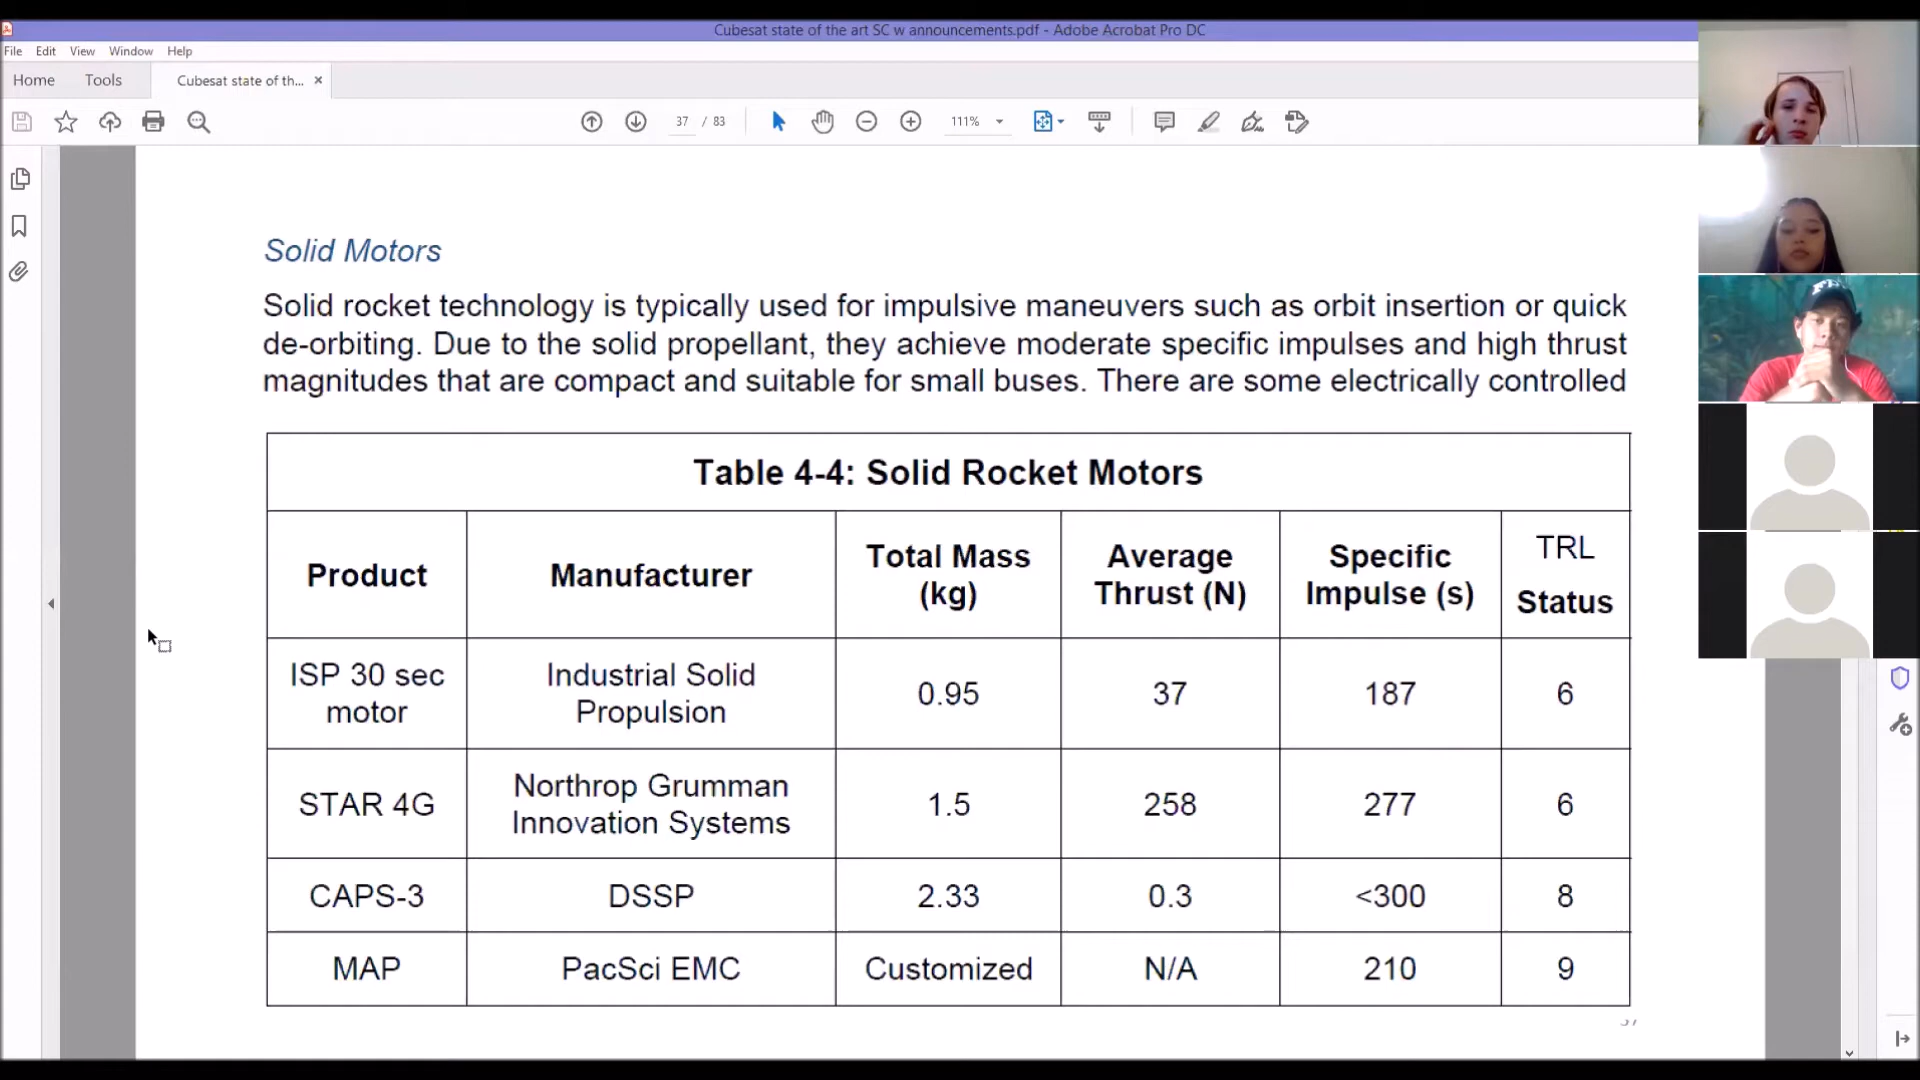 Cubesat state of the art SC w announcements.pdf - Adobe Acrobat Pro DC
File Edit View Window Help
Home Tools Cubesat state of th... ×
37 / 83 111%
Solid Motors
Solid rocket technology is typically used for impulsive maneuvers such as orbit insertion or quick
de-orbiting. Due to the solid propellant, they achieve moderate specific impulses and high thrust
magnitudes that are compact and suitable for small buses. There are some electrically controlled
Table 4-4: Solid Rocket Motors
Product Manufacturer Total Mass (kg) Average Thrust (N) Specific Impulse (s) TRL Status
ISP 30 sec motor Industrial Solid Propulsion 0.95 37 187 6
STAR 4G Northrop Grumman Innovation Systems 1.5 258 277 6
CAPS-3 DSSP 2.33 0.3 <300 8
MAP PacSci EMC Customized N/A 210 9